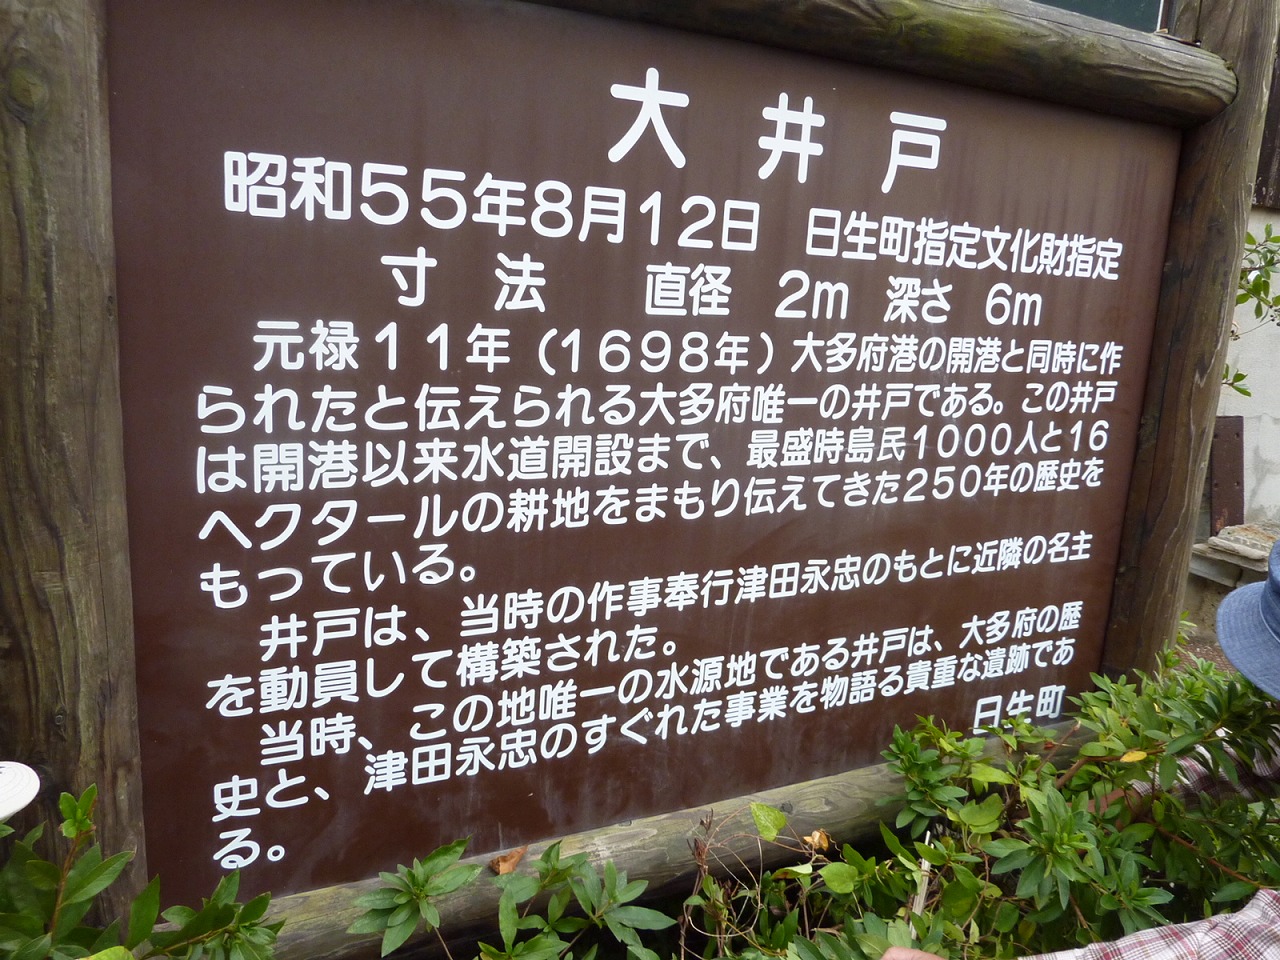 大井戸
昭和55年8月12日 日生町指定文化財指定
寸法 直径 2m 深さ 6m
元禄11年(1698年)大多府港の開港と同時に作
られたと伝えられる大多府唯一の井戸である。この井戸
は開港以来水道開設まで、最盛時島民1000人と16
ヘクタールの耕地をまもり伝えてきた250年の歴史を
もっている。
井戸は、当時の作事奉行津田永忠のもとに近隣の名主
を動員して構築された。
当時、この地唯一の水源地である井戸は、大多府の歴
史と、津田永忠のすぐれた事業を物語る貴重な遺跡であ
る。
日生町